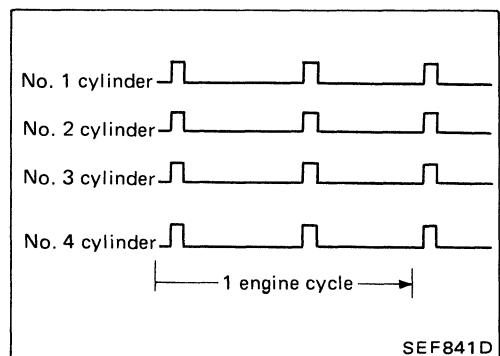 No. 1 cylinder
No. 2 cylinder
No. 3 cylinder
No. 4 cylinder
1 engine cycle
SEF841D